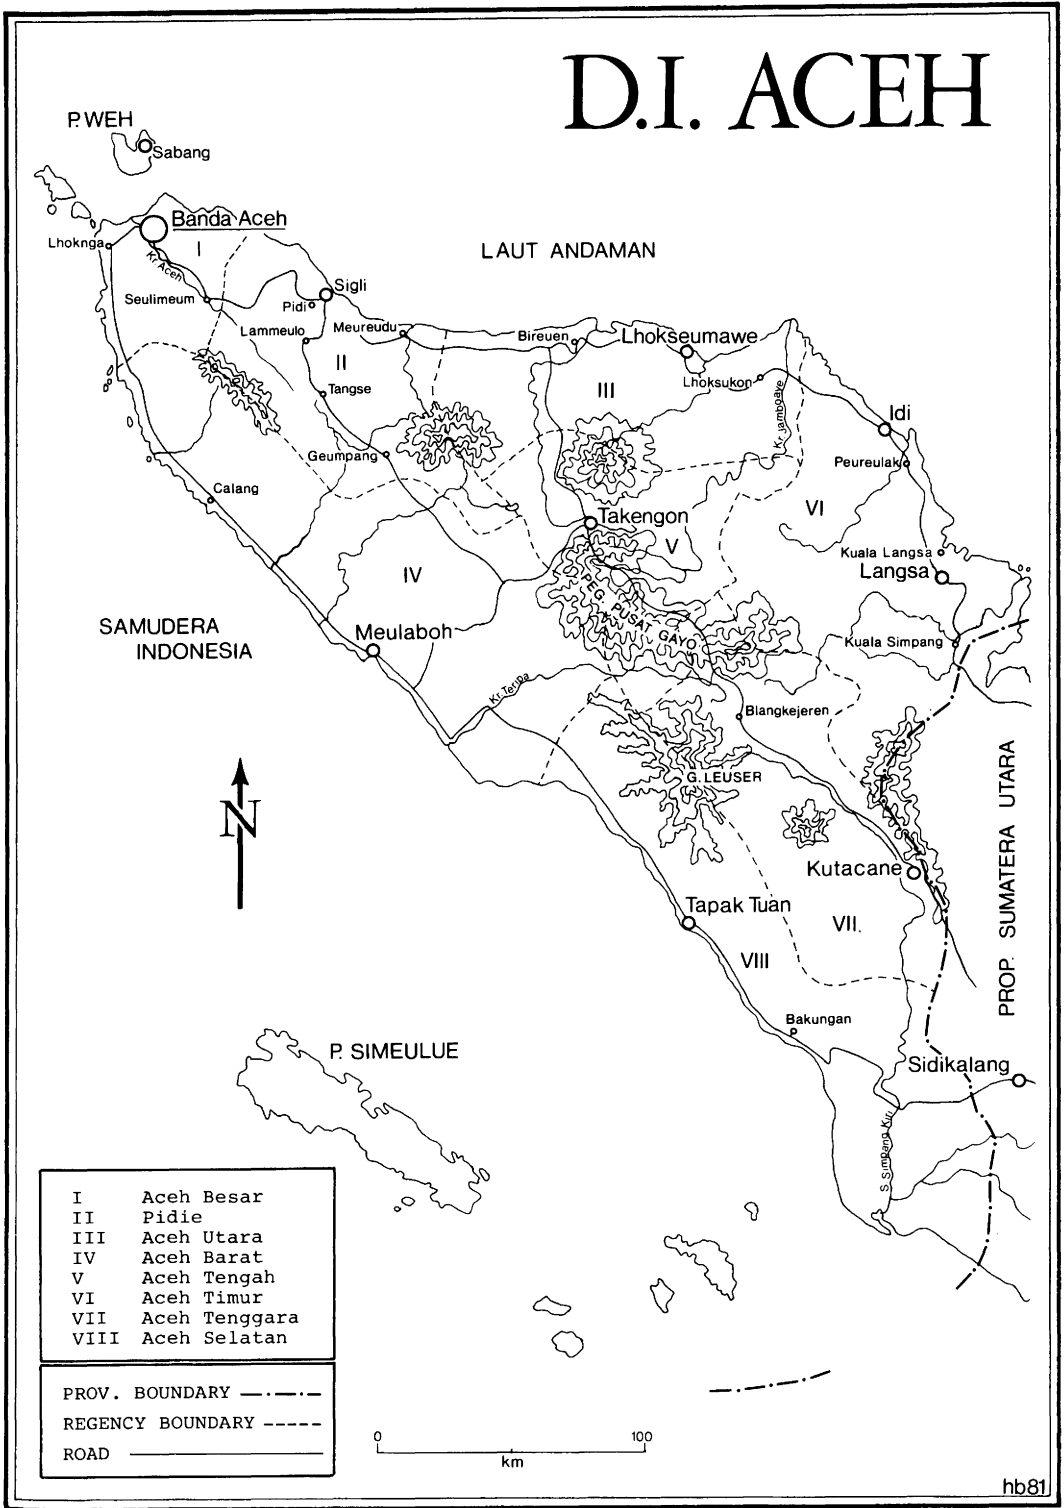 D.I. ACEH
P. WEH
Sabang
Banda Aceh
Lhoknga
I
Kr Aceh
LAUT ANDAMAN
Sigli
Seulimeum
Pidi
Lammeulo
Meureudu
Bireuen
Lhokseumawe
II
Tangse
III
Lhoksukon
Kr. Jamboaye
Idi
Geumpang
Peureulak
Calang
VI
Takengon
V
Kuala Langsa
Langsa
IV
PEG. PUSAT GAYO
SAMUDERA
INDONESIA
Meulaboh
Kuala Simpang
Kr. Teripa
Blangkejeren
G. LEUSER
N
PROP. SUMATERA UTARA
Kutacane
Tapak Tuan
VII.
VIII
Bakungan
P. SIMEULUE
Sidikalang
S. Simpang Kiri
I Aceh Besar
II Pidie
III Aceh Utara
IV Aceh Barat
V Aceh Tengah
VI Aceh Timur
VII Aceh Tenggara
VIII Aceh Selatan
PROV. BOUNDARY
REGENCY BOUNDARY
ROAD
0 100
km
hb81